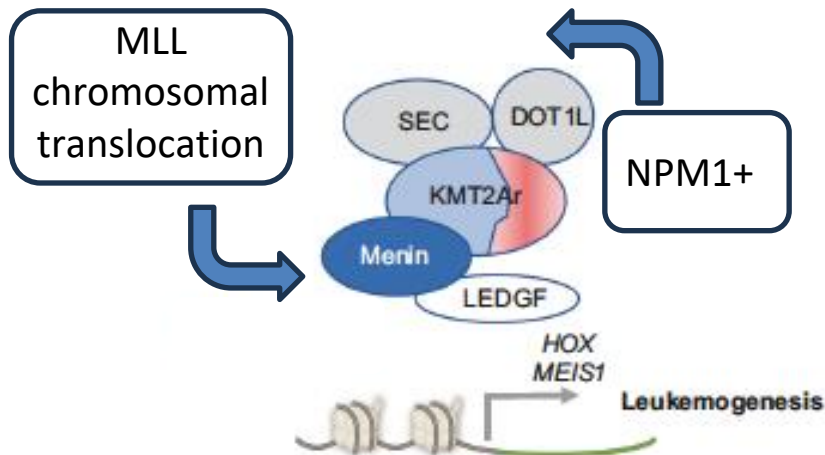 MLL
chromosomal
translocation
SEC
DOT1L
NPM1+
KMT2Ar
Menin
LEDGF
HOX
MEIS1
Leukemogenesis